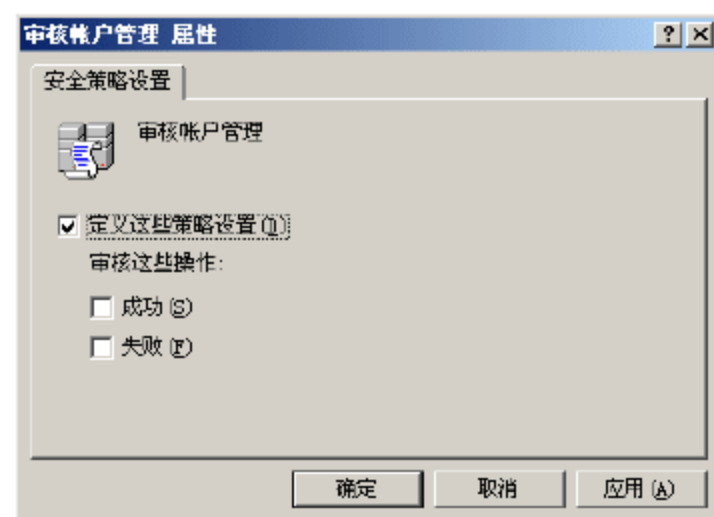 审核帐户管理 属性
安全策略设置
审核帐户管理
定义这些策略设置(D)
审核这些操作:
成功(S)
失败(F)
确定 取消 应用(A)